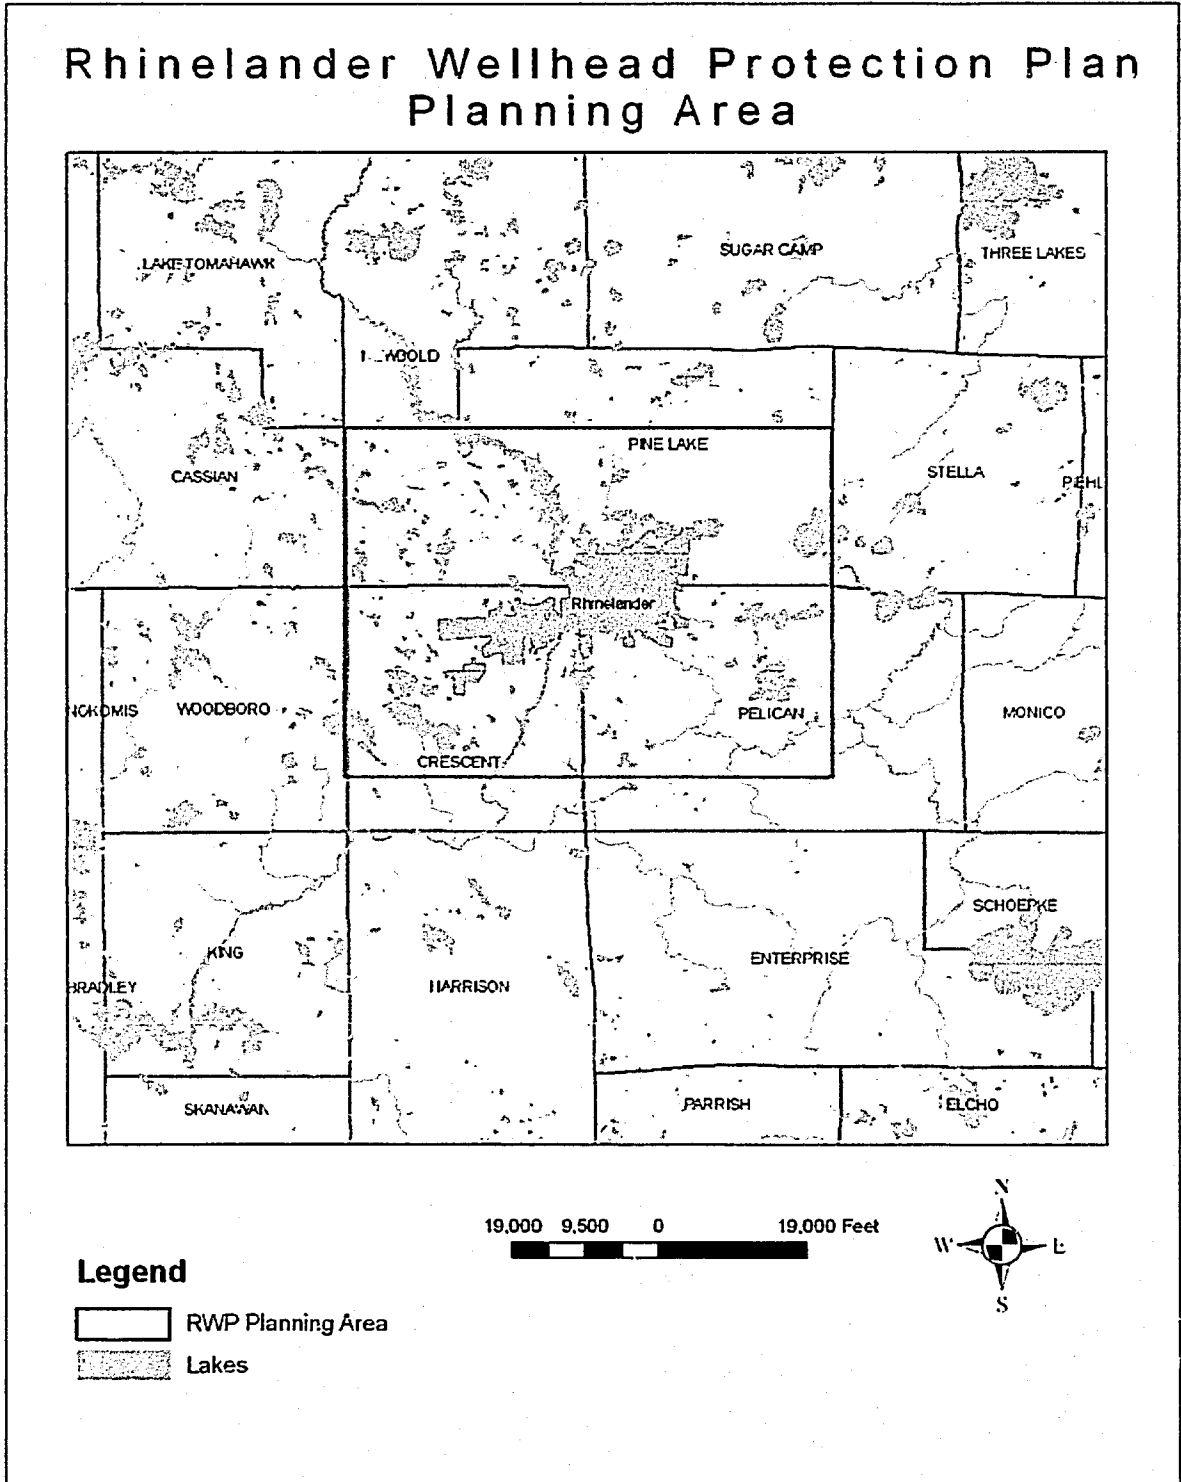 Rhinelander Wellhead Protection Plan
Planning Area
SUGAR CAMP
THREE LAKES
LAKE TOMAHAWK
PINE LAKE
STELLA
CASSIAN
Rhinelander
NOKOMIS
WOODBORO
PELICAN
MONICO
CRESCENT
SCHOEPKE
KING
ENTERPRISE
BRADLEY
HARRISON
SKANAWAN
PARRISH
ELCHO
19,000 9,500 0 19,000 Feet
N
W E
S
Legend
RWP Planning Area
Lakes